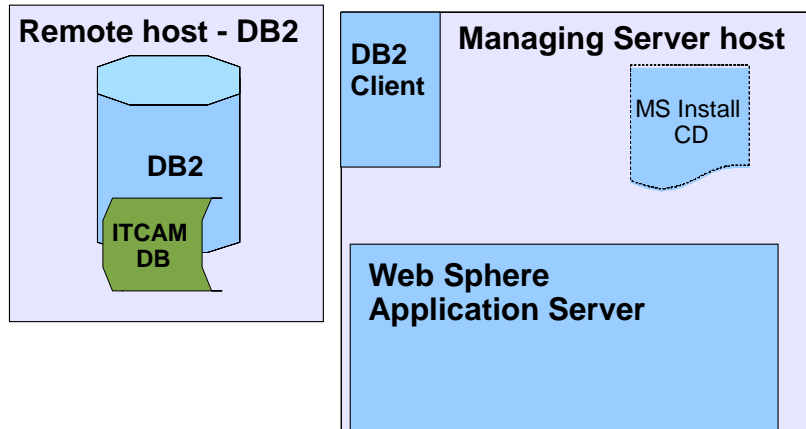 Remote host - DB2
DB2
ITCAM
DB
DB2
Client
Managing Server host
MS Install
CD
Web Sphere
Application Server